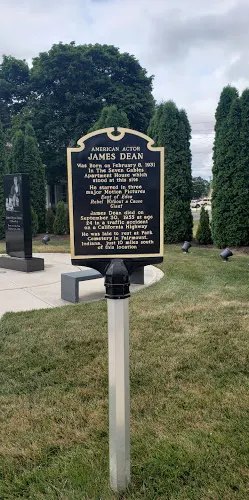 AMERICAN ACTOR
JAMES DEAN
Was Born on February 8, 1931
In The Seven Gables
Apartment House which
stood at this site
He starred in three
major Motion Pictures
East of Eden
Rebel Without a Cause
Giant
James Dean died on
September 30, 1955 at age
24 in a traffic accident
on a California Highway
He was laid to rest at Park
Cemetery in Fairmount,
Indiana, just 10 miles south
of this location